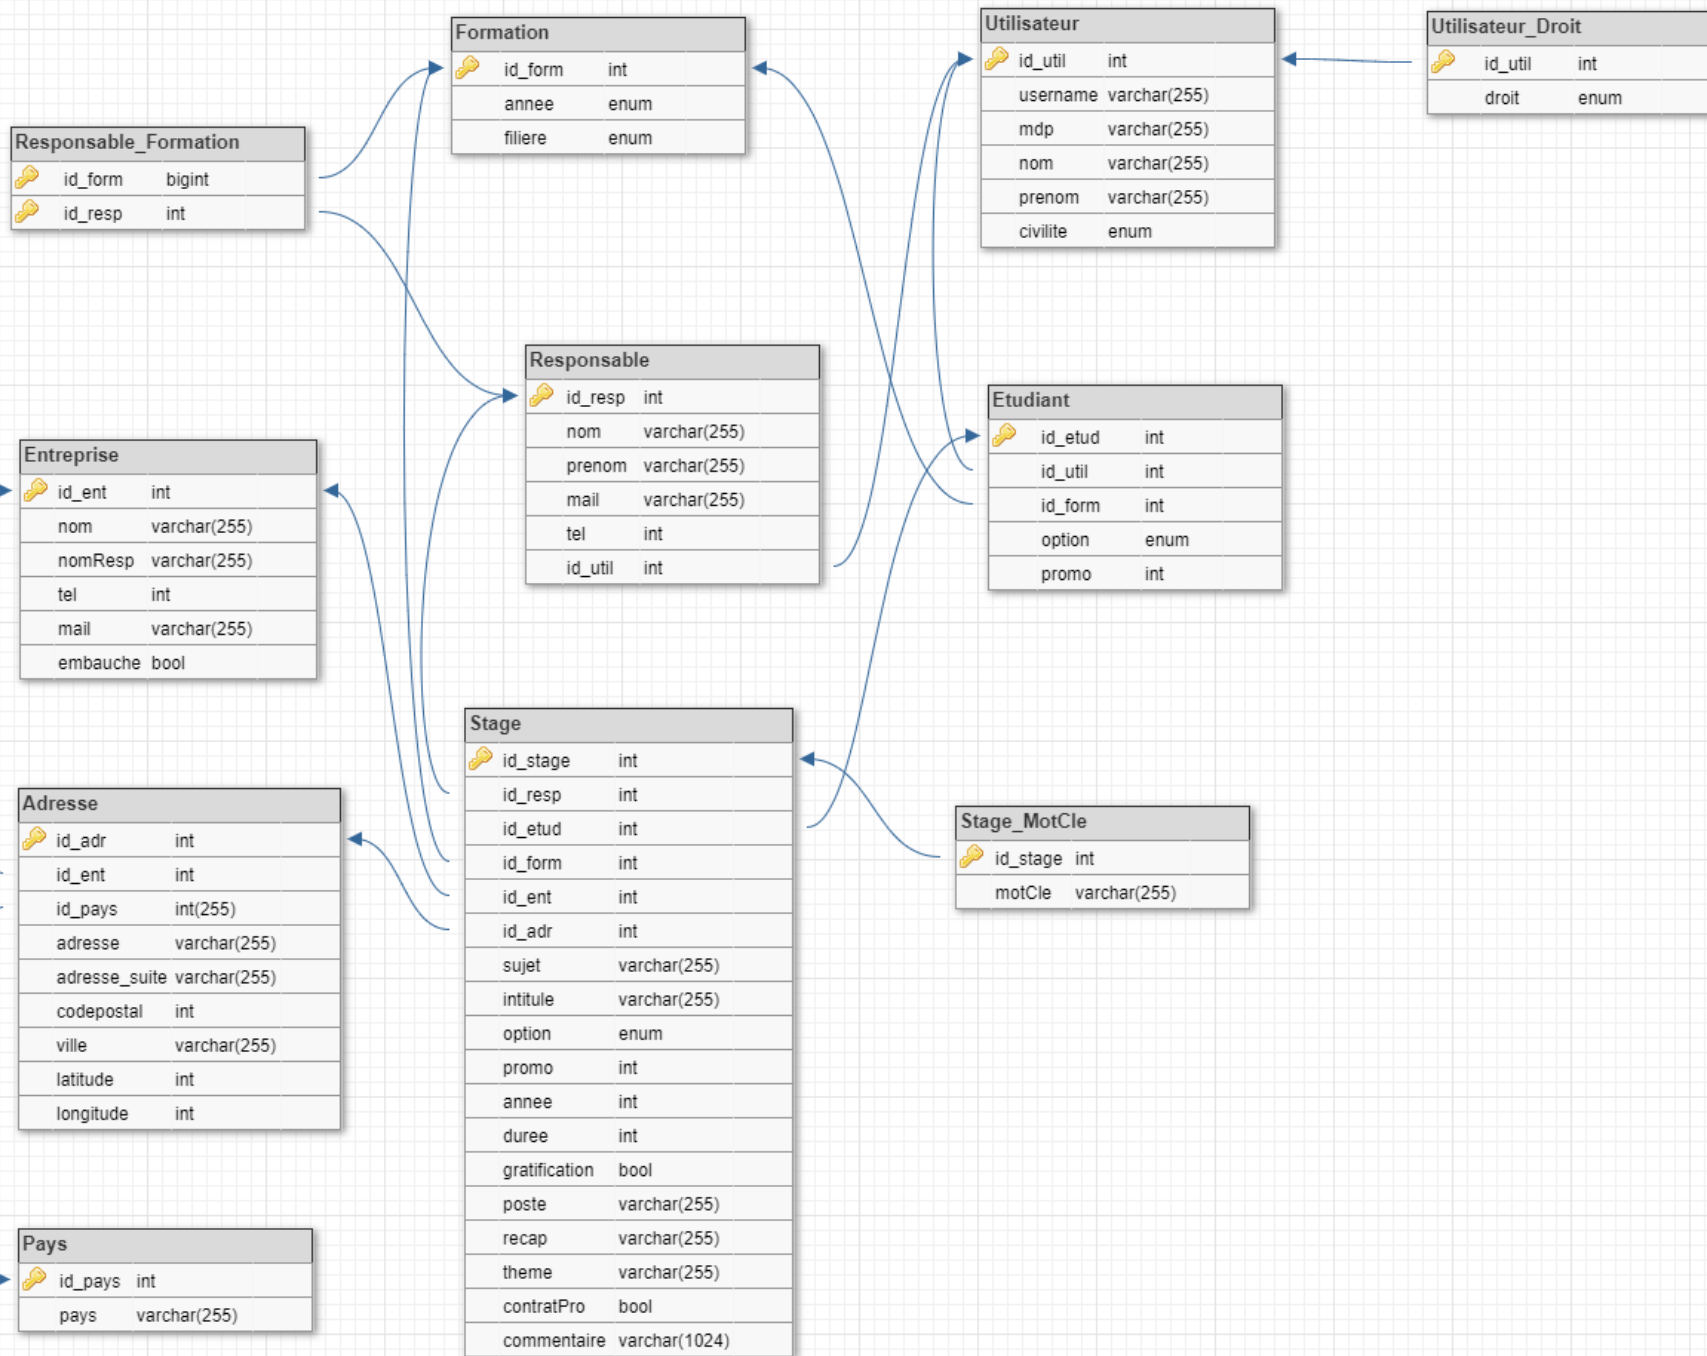 Formation
id_form int
annee enum
filiere enum
Utilisateur
id_util int
username varchar(255)
mdp varchar(255)
nom varchar(255)
prenom varchar(255)
civilite enum
Utilisateur_Droit
id_util int
droit enum
Responsable_Formation
id_form bigint
id_resp int
Responsable
id_resp int
nom varchar(255)
prenom varchar(255)
mail varchar(255)
tel int
id_util int
Etudiant
id_etud int
id_util int
id_form int
option enum
promo int
Entreprise
id_ent int
nom varchar(255)
nomResp varchar(255)
tel int
mail varchar(255)
embauche bool
Stage
id_stage int
id_resp int
id_etud int
id_form int
id_ent int
id_adr int
sujet varchar(255)
intitule varchar(255)
option enum
promo int
annee int
duree int
gratification bool
poste varchar(255)
recap varchar(255)
theme varchar(255)
contratPro bool
commentaire varchar(1024)
Adresse
id_adr int
id_ent int
id_pays int(255)
adresse varchar(255)
adresse_suite varchar(255)
codepostal int
ville varchar(255)
latitude int
longitude int
Stage_MotCle
id_stage int
motCle varchar(255)
Pays
id_pays int
pays varchar(255)